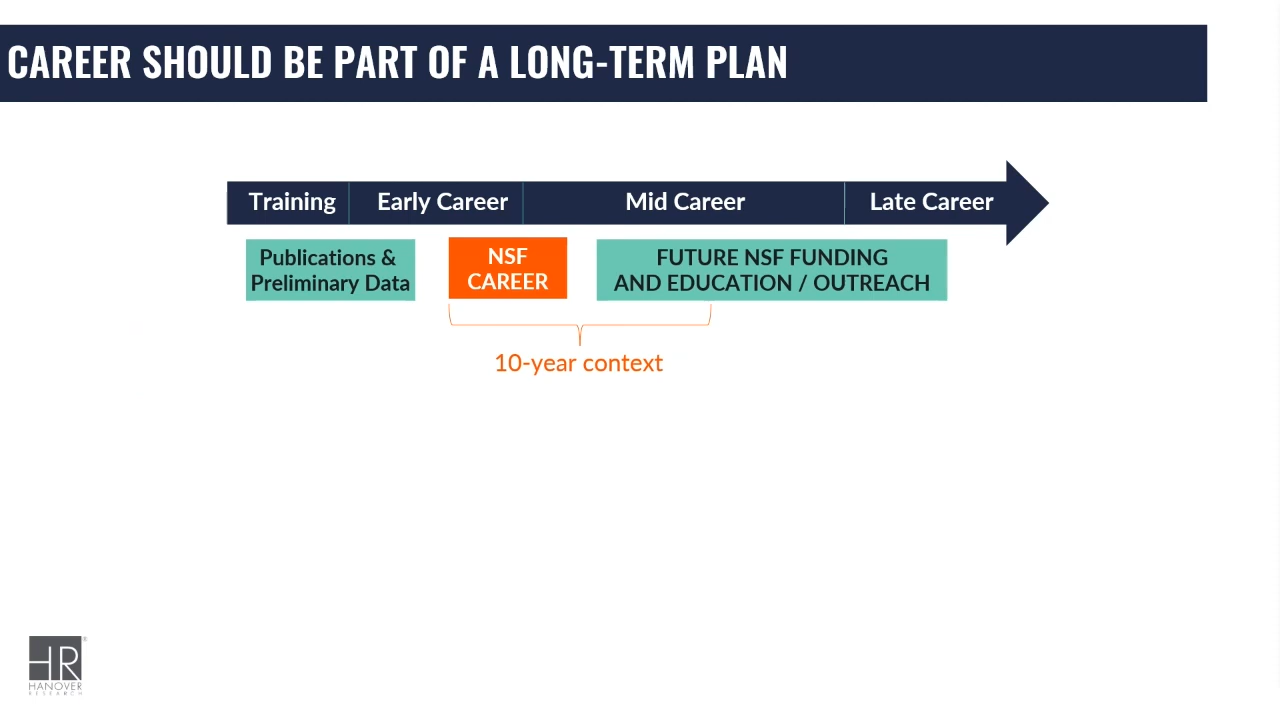 CAREER SHOULD BE PART OF A LONG-TERM PLAN
Training
Early Career
Mid Career
Late Career
Publications &
Preliminary Data
NSF
CAREER
FUTURE NSF FUNDING
AND EDUCATION / OUTREACH
10-year context
HR®
HANOVER
RESEARCH